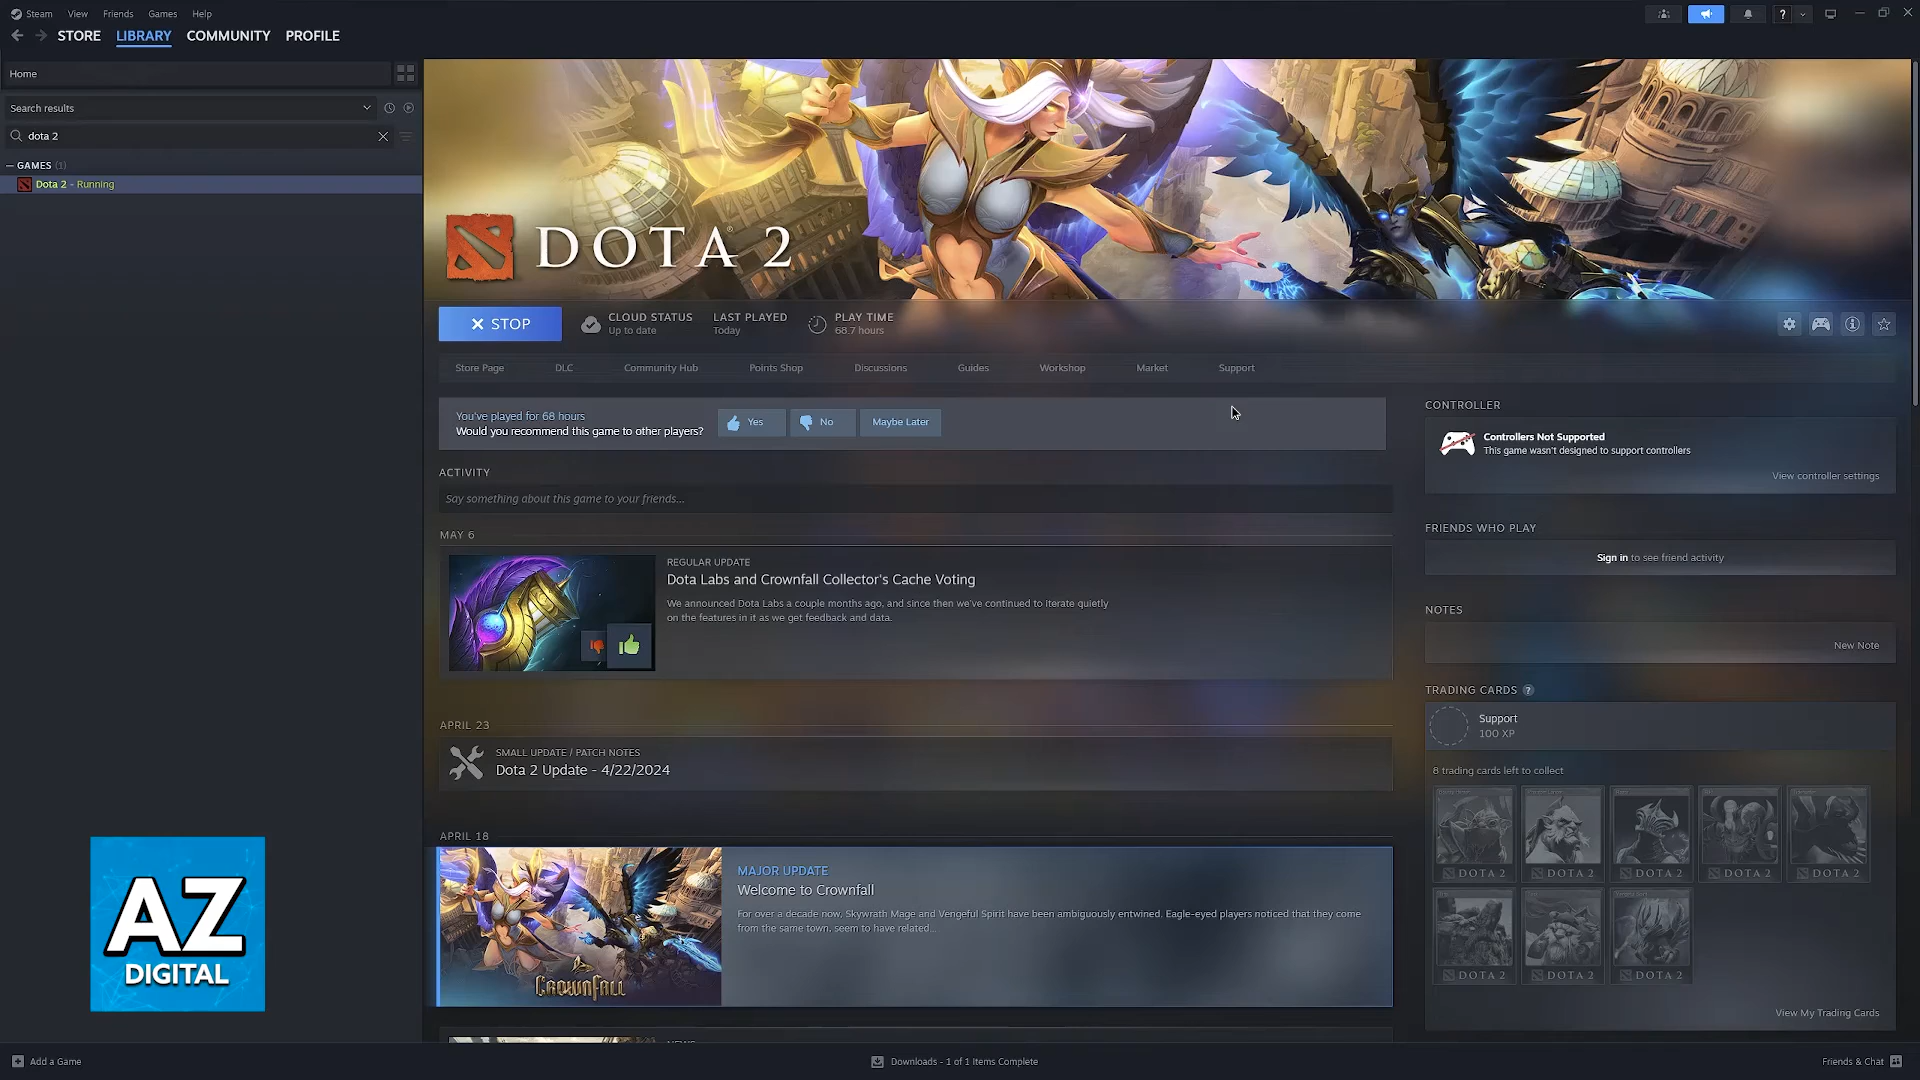 Steam View Friends Games Help
STORE LIBRARY COMMUNITY PROFILE
Home
Search results
dota 2
GAMES (1)
Dota 2 - Running
DOTA 2
STOP
CLOUD STATUS
Up to date
LAST PLAYED
Today
PLAY TIME
68.7 hours
Store Page DLC Community Hub Points Shop Discussions Guides Workshop Market Support
You've played for 68 hours
Would you recommend this game to other players?
Yes No Maybe Later
ACTIVITY
Say something about this game to your friends...
MAY 6
REGULAR UPDATE
Dota Labs and Crownfall Collector's Cache Voting
We announced Dota Labs a couple months ago, and since then we've continued to iterate quietly
on the features in it as we get feedback and data.
APRIL 23
SMALL UPDATE / PATCH NOTES
Dota 2 Update - 4/22/2024
APRIL 18
CROWNFALL
MAJOR UPDATE
Welcome to Crownfall
For over a decade now, Skywrath Mage and Vengeful Spirit have been ambiguously entwined. Eagle-eyed players noticed that they come
from the same town, seem to have related...
CONTROLLER
Controllers Not Supported
This game wasn't designed to support controllers
View controller settings
FRIENDS WHO PLAY
Sign in to see friend activity
NOTES
New Note
TRADING CARDS ?
Support
100 XP
8 trading cards left to collect
DOTA 2 DOTA 2 DOTA 2 DOTA 2 DOTA 2
DOTA 2 DOTA 2 DOTA 2
View My Trading Cards
AZ
DIGITAL
Add a Game
Downloads - 1 of 1 Items Complete
Friends & Chat